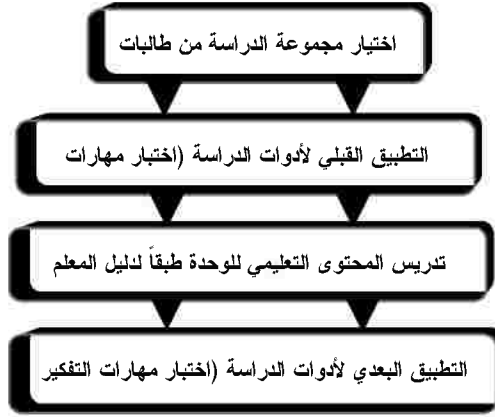 اختيار مجموعة الدراسة من طالبات
التطبيق القبلي لأدوات الدراسة (اختبار مهارات
تدريس المحتوى التعليمي للوحدة طبقاً لدليل المعلم
التطبيق البعدي لأدوات الدراسة (اختبار مهارات التفكير